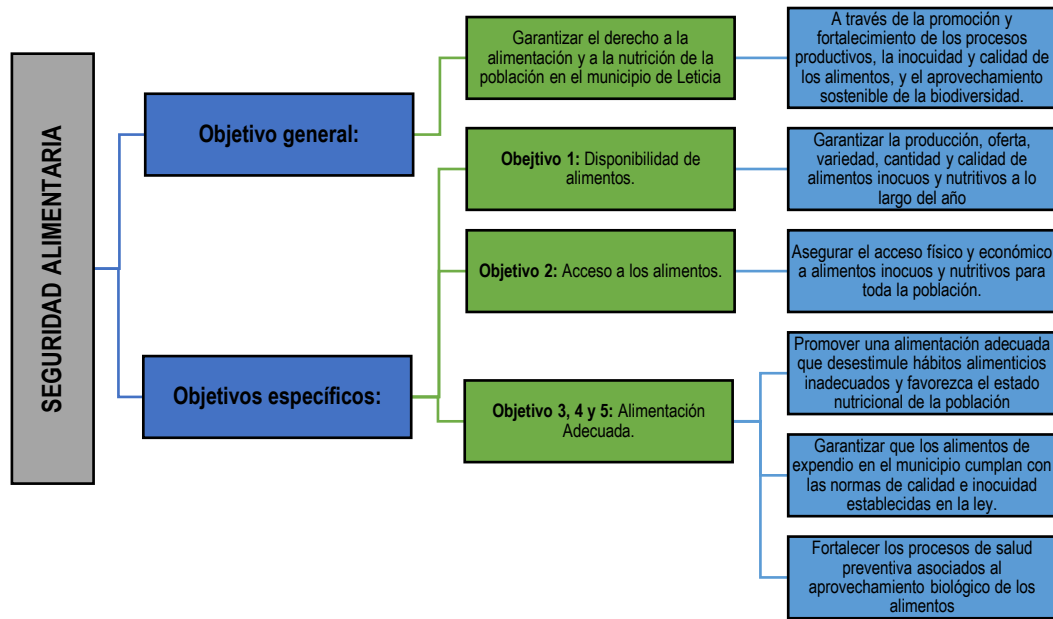 SEGURIDAD ALIMENTARIA
Objetivo general:
Garantizar el derecho a la
alimentación y a la nutrición de la
población en el municipio de Leticia
A través de la promoción y
fortalecimiento de los procesos
productivos, la inocuidad y calidad de
los alimentos, y el aprovechamiento
sostenible de la biodiversidad.
Objetivos específicos:
Obejtivo 1: Disponibilidad de
alimentos.
Garantizar la producción, oferta,
variedad, cantidad y calidad de
alimentos inocuos y nutritivos a lo
largo del año
Objetivo 2: Acceso a los alimentos.
Asegurar el acceso físico y económico
a alimentos inocuos y nutritivos para
toda la población.
Objetivo 3, 4 y 5: Alimentación
Adecuada.
Promover una alimentación adecuada
que desestimule hábitos alimenticios
inadecuados y favorezca el estado
nutricional de la población
Garantizar que los alimentos de
expendio en el municipio cumplan con
las normas de calidad e inocuidad
establecidas en la ley.
Fortalecer los procesos de salud
preventiva asociados al
aprovechamiento biológico de los
alimentos